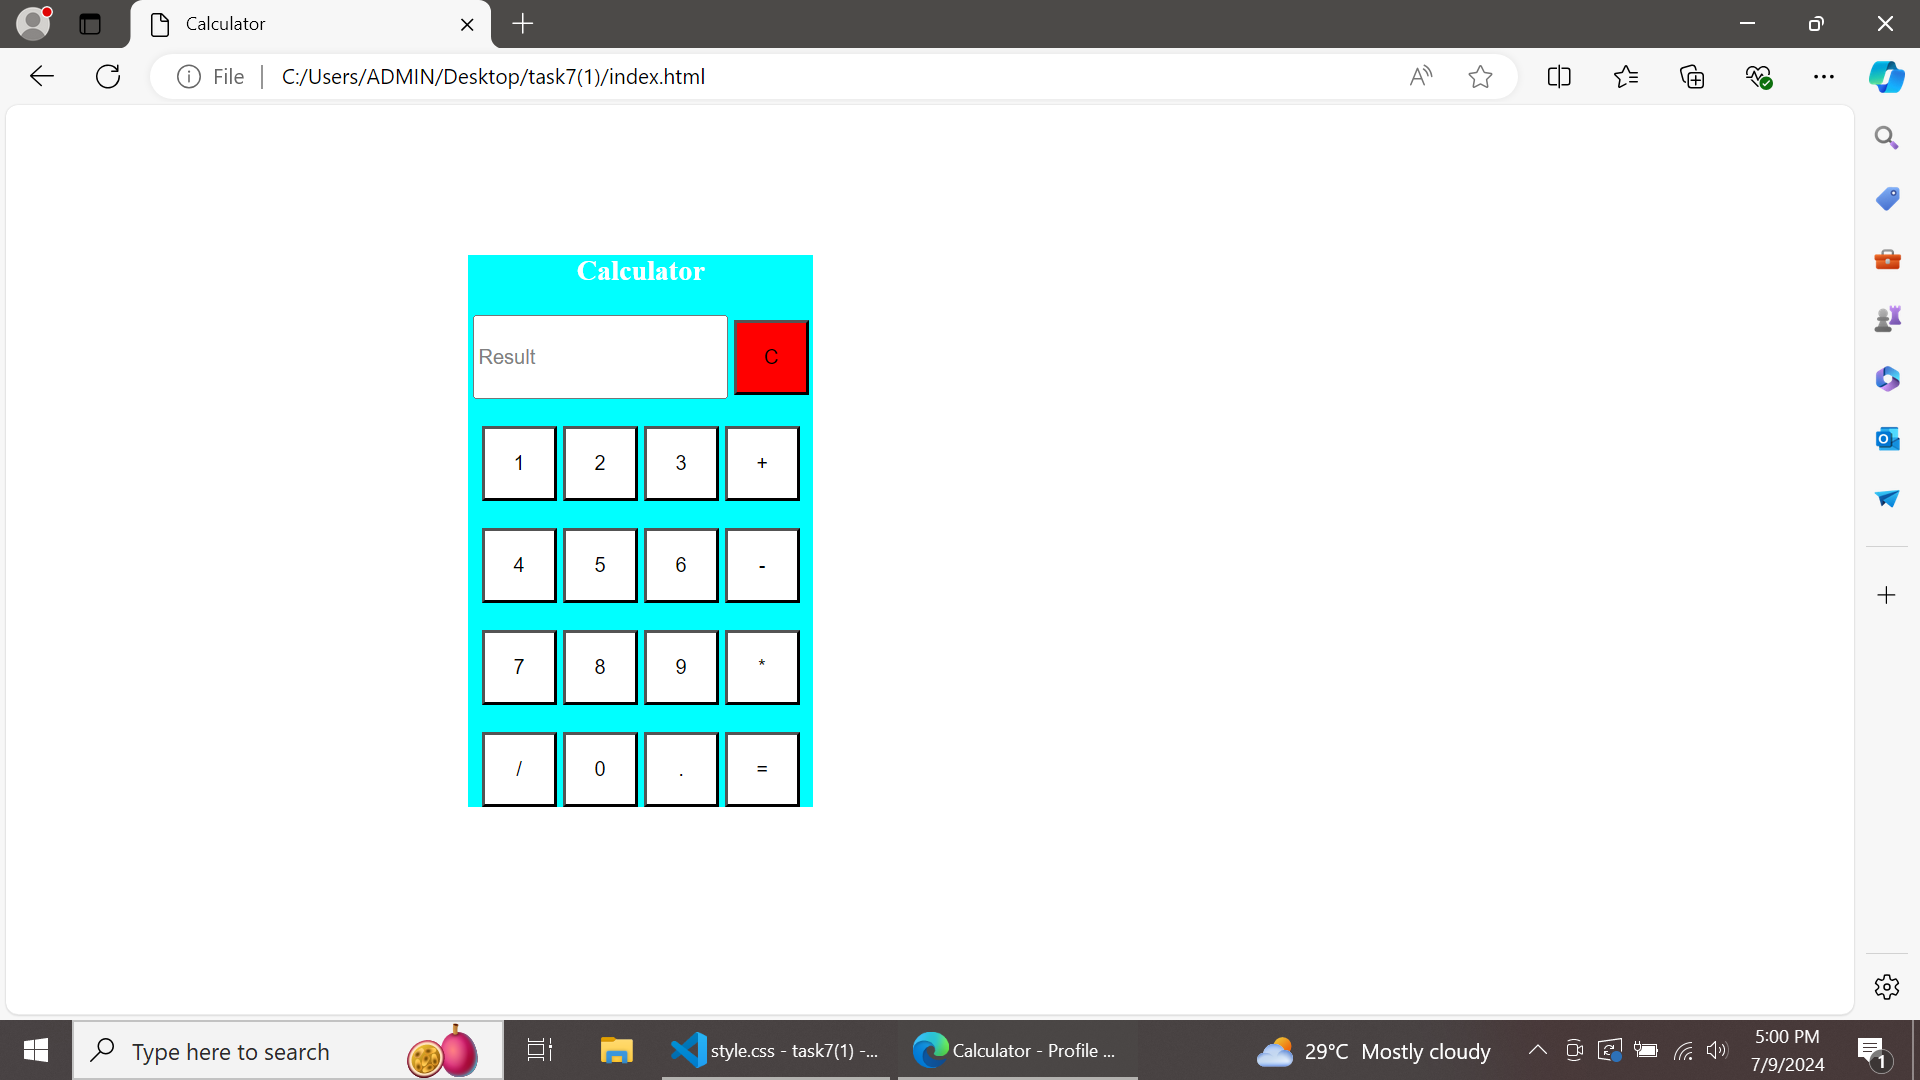 Calculator
File
C:/Users/ADMIN/Desktop/task7(1)/index.html
Calculator
Result
C
1 2 3 +
4 5 6 -
7 8 9 *
/ 0 . =
Type here to search
style.css - task7(1) -...
Calculator - Profile ...
29°C Mostly cloudy
5:00 PM
7/9/2024
1